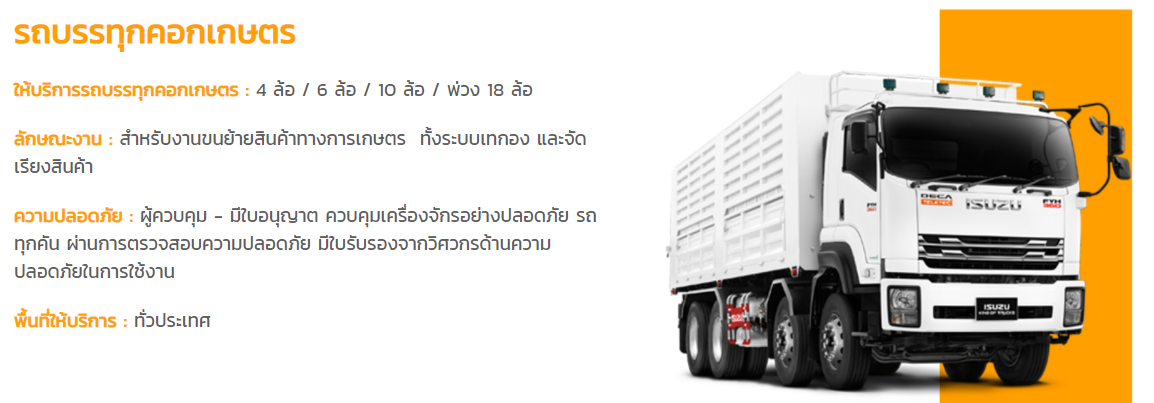 รถบรรทุกคอกเกษตร
ให้บริการรถบรรทุกคอกเกษตร : 4 ล้อ / 6 ล้อ / 10 ล้อ / พ่วง 18 ล้อ
ลักษณะงาน : สำหรับงานขนย้ายสินค้าทางการเกษตร ทั้งระบบเทกอง และจัด
เรียงสินค้า
ความปลอดภัย : ผู้ควบคุม - มีใบอนุญาต ควบคุมเครื่องจักรอย่างปลอดภัย รถ
ทุกคัน ผ่านการตรวจสอบความปลอดภัย มีใบรับรองจากวิศวกรด้านความ
ปลอดภัยในการใช้งาน
พื้นที่ให้บริการ : ทั่วประเทศ
DECA
ISUZU
FYH
360
FYH
360
ISUZU
KING OF TRUCKS